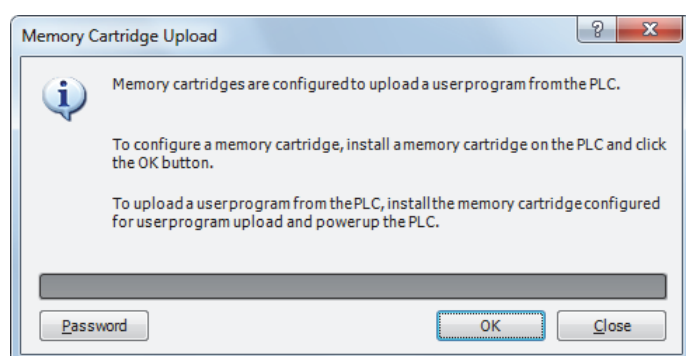 Memory Cartridge Upload
Memory cartridges are configured to upload a user program from the PLC.
To configure a memory cartridge, install a memory cartridge on the PLC and click
the OK button.
To upload a user program from the PLC, install the memory cartridge configured
for user program upload and power up the PLC.
Password
OK
Close